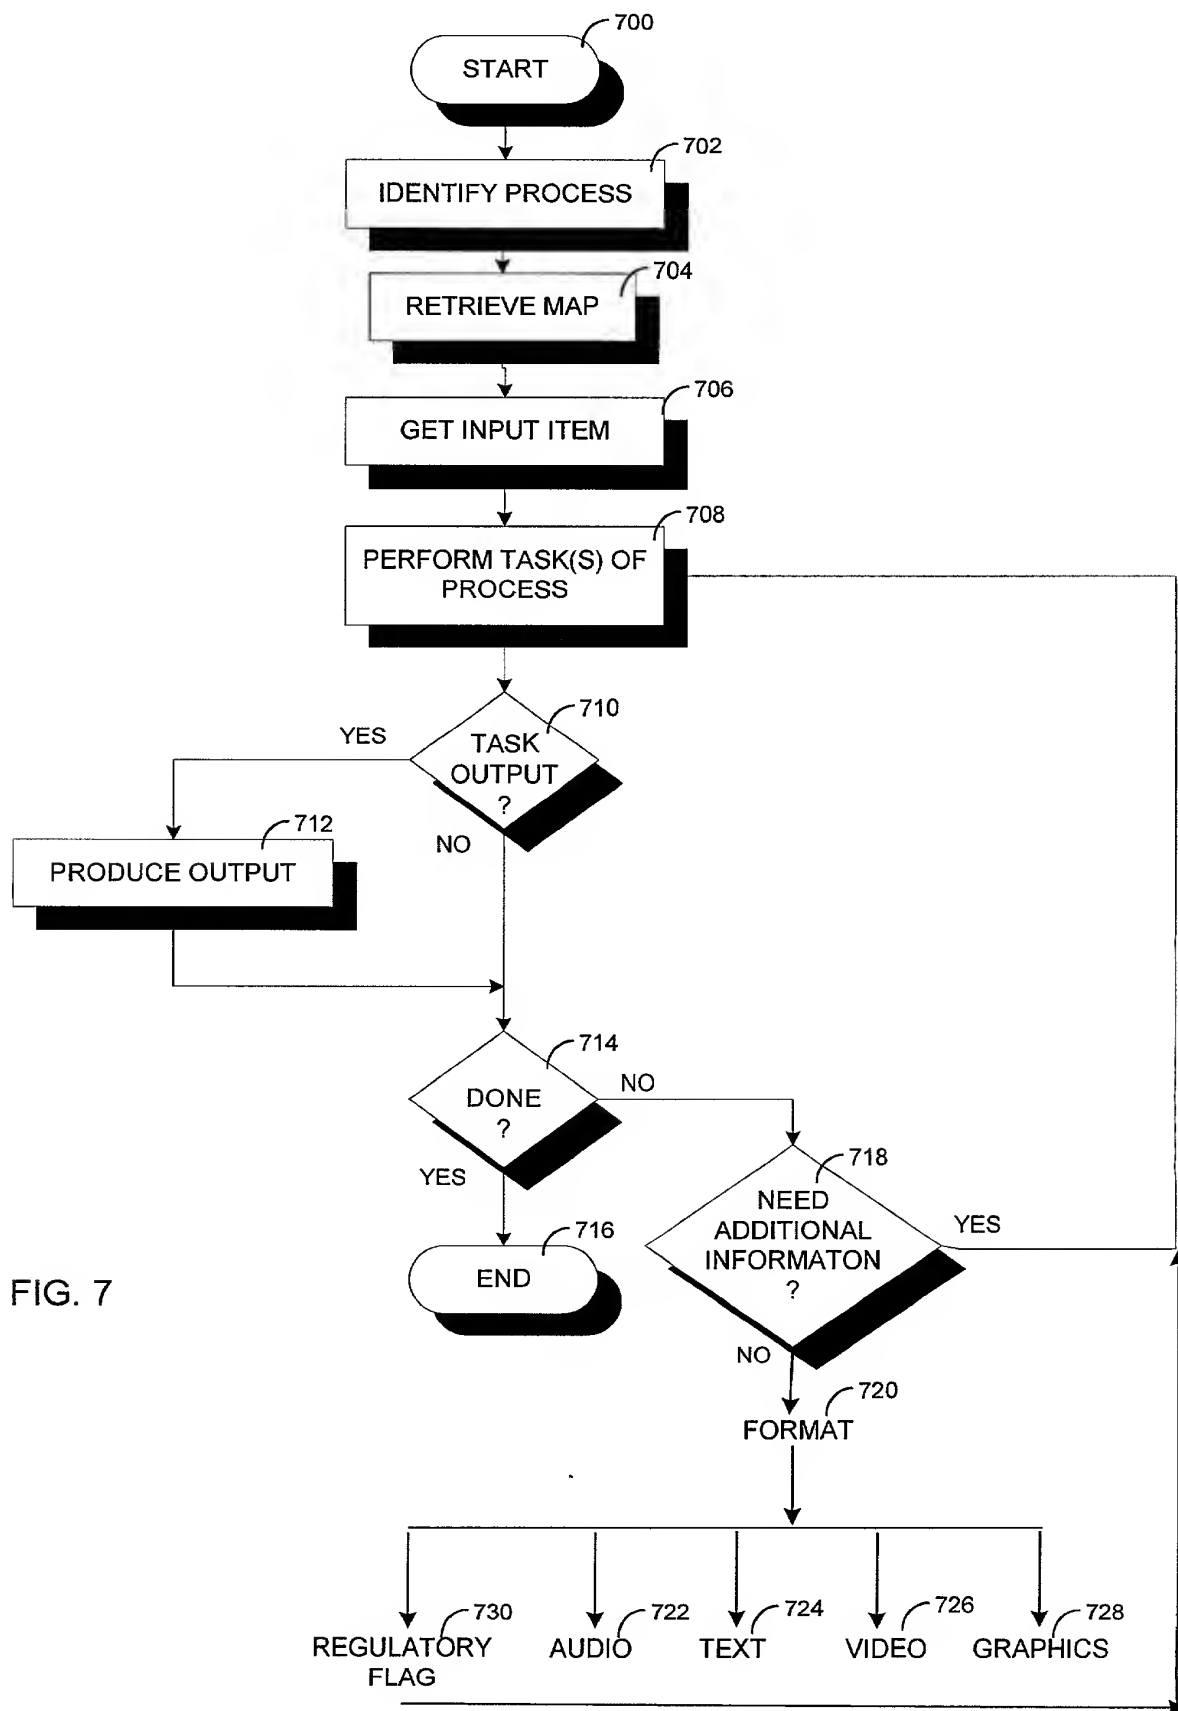 700
START
702
IDENTIFY PROCESS
704
RETRIEVE MAP
706
GET INPUT ITEM
708
PERFORM TASK(S) OF
PROCESS
710
YES
TASK
OUTPUT
?
NO
712
PRODUCE OUTPUT
714
NO
DONE
?
YES
718
NEED
ADDITIONAL
INFORMATON
?
YES
716
END
FIG. 7
NO
720
FORMAT
730
REGULATORY
FLAG
722
AUDIO
724
TEXT
726
VIDEO
728
GRAPHICS